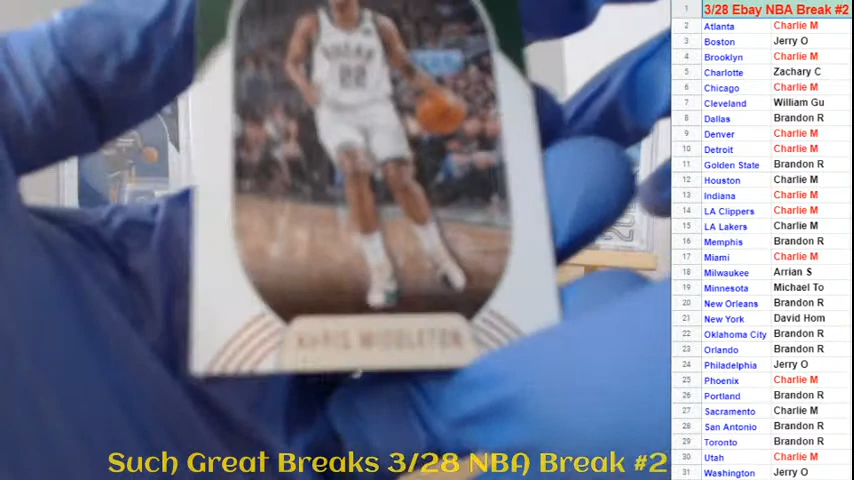 22
KHRIS MIDDLETON
Such Great Breaks 3/28 NBA Break #2
1 3/28 Ebay NBA Break #2
2 Atlanta Charlie M
3 Boston Jerry O
4 Brooklyn Charlie M
5 Charlotte Zachary C
6 Chicago Charlie M
7 Cleveland William Gu
8 Dallas Brandon R
9 Denver Charlie M
10 Detroit Charlie M
11 Golden State Brandon R
12 Houston Charlie M
13 Indiana Charlie M
14 LA Clippers Charlie M
15 LA Lakers Charlie M
16 Memphis Brandon R
17 Miami Charlie M
18 Milwaukee Arrian S
19 Minnesota Michael To
20 New Orleans Brandon R
21 New York David Hom
22 Oklahoma City Brandon R
23 Orlando Brandon R
24 Philadelphia Jerry O
25 Phoenix Charlie M
26 Portland Brandon R
27 Sacramento Charlie M
28 San Antonio Brandon R
29 Toronto Brandon R
30 Utah Charlie M
31 Washington Jerry O